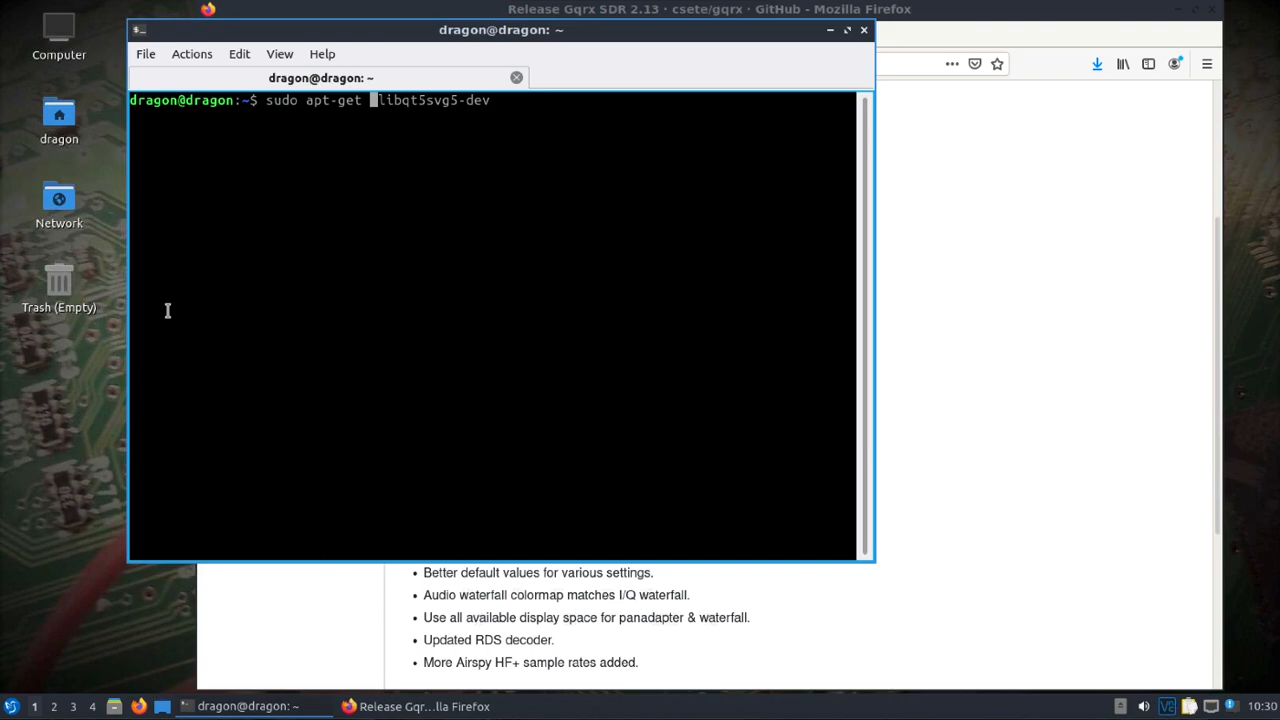 Release Gqrx SDR 2.13 · csete/gqrx · GitHub - Mozilla Firefox
dragon@dragon: ~
File Actions Edit View Help
dragon@dragon: ~
dragon@dragon:~$ sudo apt-get libqt5svg5-dev
Computer
dragon
Network
Trash (Empty)
• Better default values for various settings.
• Audio waterfall colormap matches I/Q waterfall.
• Use all available display space for panadapter & waterfall.
• Updated RDS decoder.
• More Airspy HF+ sample rates added.
1 2 3 4 dragon@dragon: ~ Release Gqr...lla Firefox 10:30